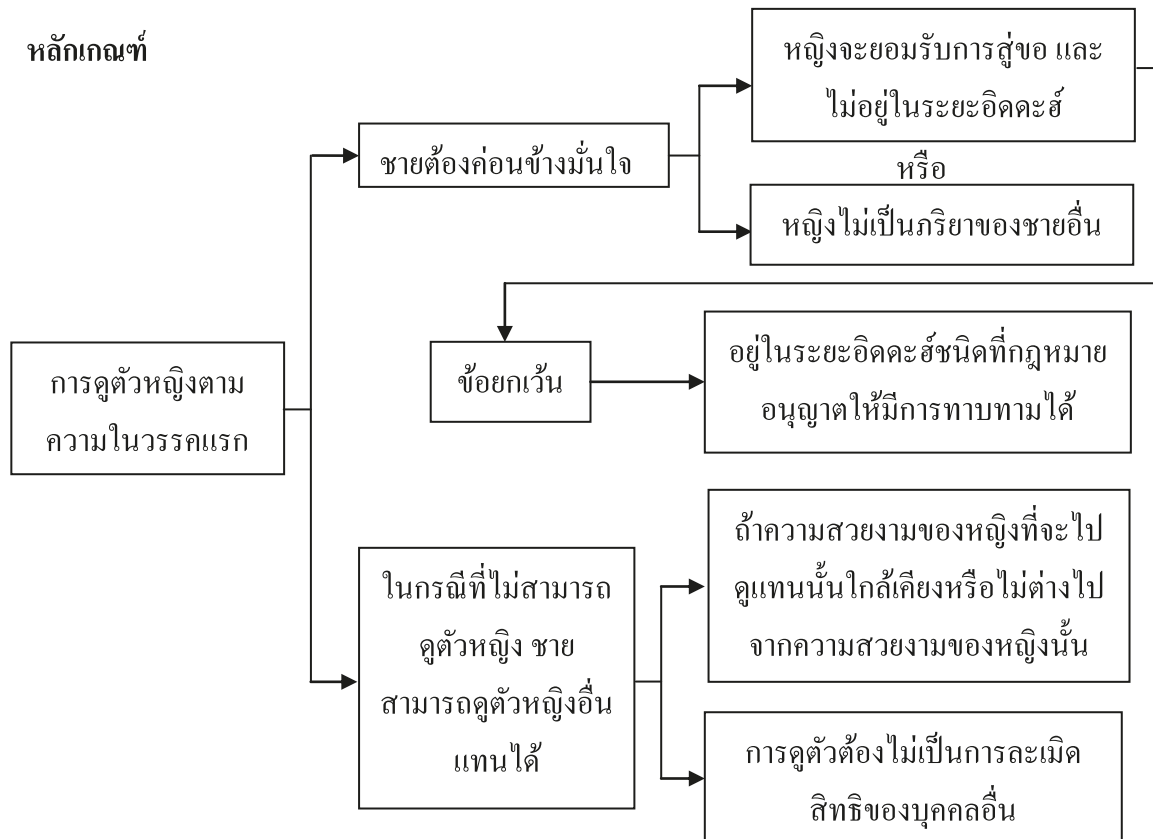 หลักเกณฑ์
หญิงจะยอมรับการสู่ขอ และ
ไม่อยู่ในระยะอิดดะฮ์
ชายต้องค่อนข้างมั่นใจ
หรือ
หญิงไม่เป็นภริยาของชายอื่น
การดูตัวหญิงตาม
ความในวรรคแรก
ข้อยกเว้น
อยู่ในระยะอิดดะฮ์ชนิดที่กฎหมาย
อนุญาตให้มีการทาบทามได้
ในกรณีที่ไม่สามารถ
ดูตัวหญิง ชาย
สามารถดูตัวหญิงอื่น
แทนได้
ถ้าความสวยงามของหญิงที่จะไป
ดูแทนนั้นใกล้เคียงหรือไม่ต่างไป
จากความสวยงามของหญิงนั้น
การดูตัวต้องไม่เป็นการละเมิด
สิทธิของบุคคลอื่น